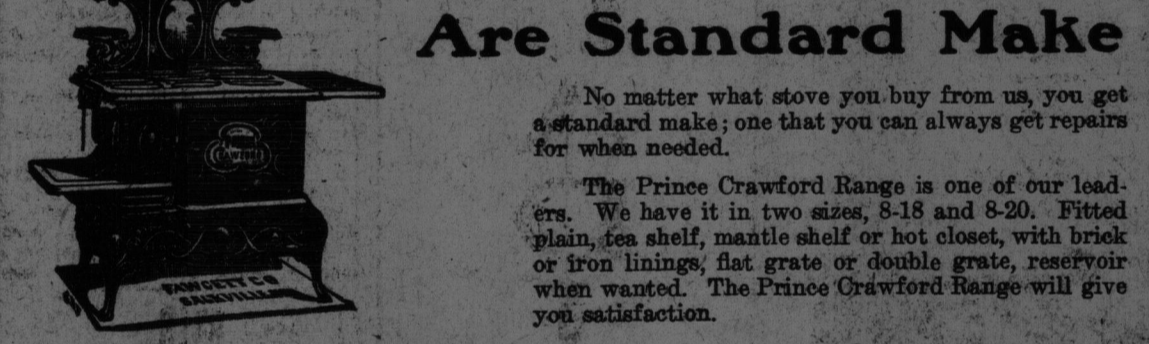 Are Standard Make
No matter what stove you buy from us, you get
a standard make; one that you can always get repairs
for when needed.
The Prince Crawford Range is one of our lead-
ers. We have it in two sizes, 8-18 and 8-20. Fitted
plain, tea shelf, mantle shelf or hot closet, with brick
or iron linings, flat grate or double grate, reservoir
when wanted. The Prince Crawford Range will give
you satisfaction.
FAWCETT CO